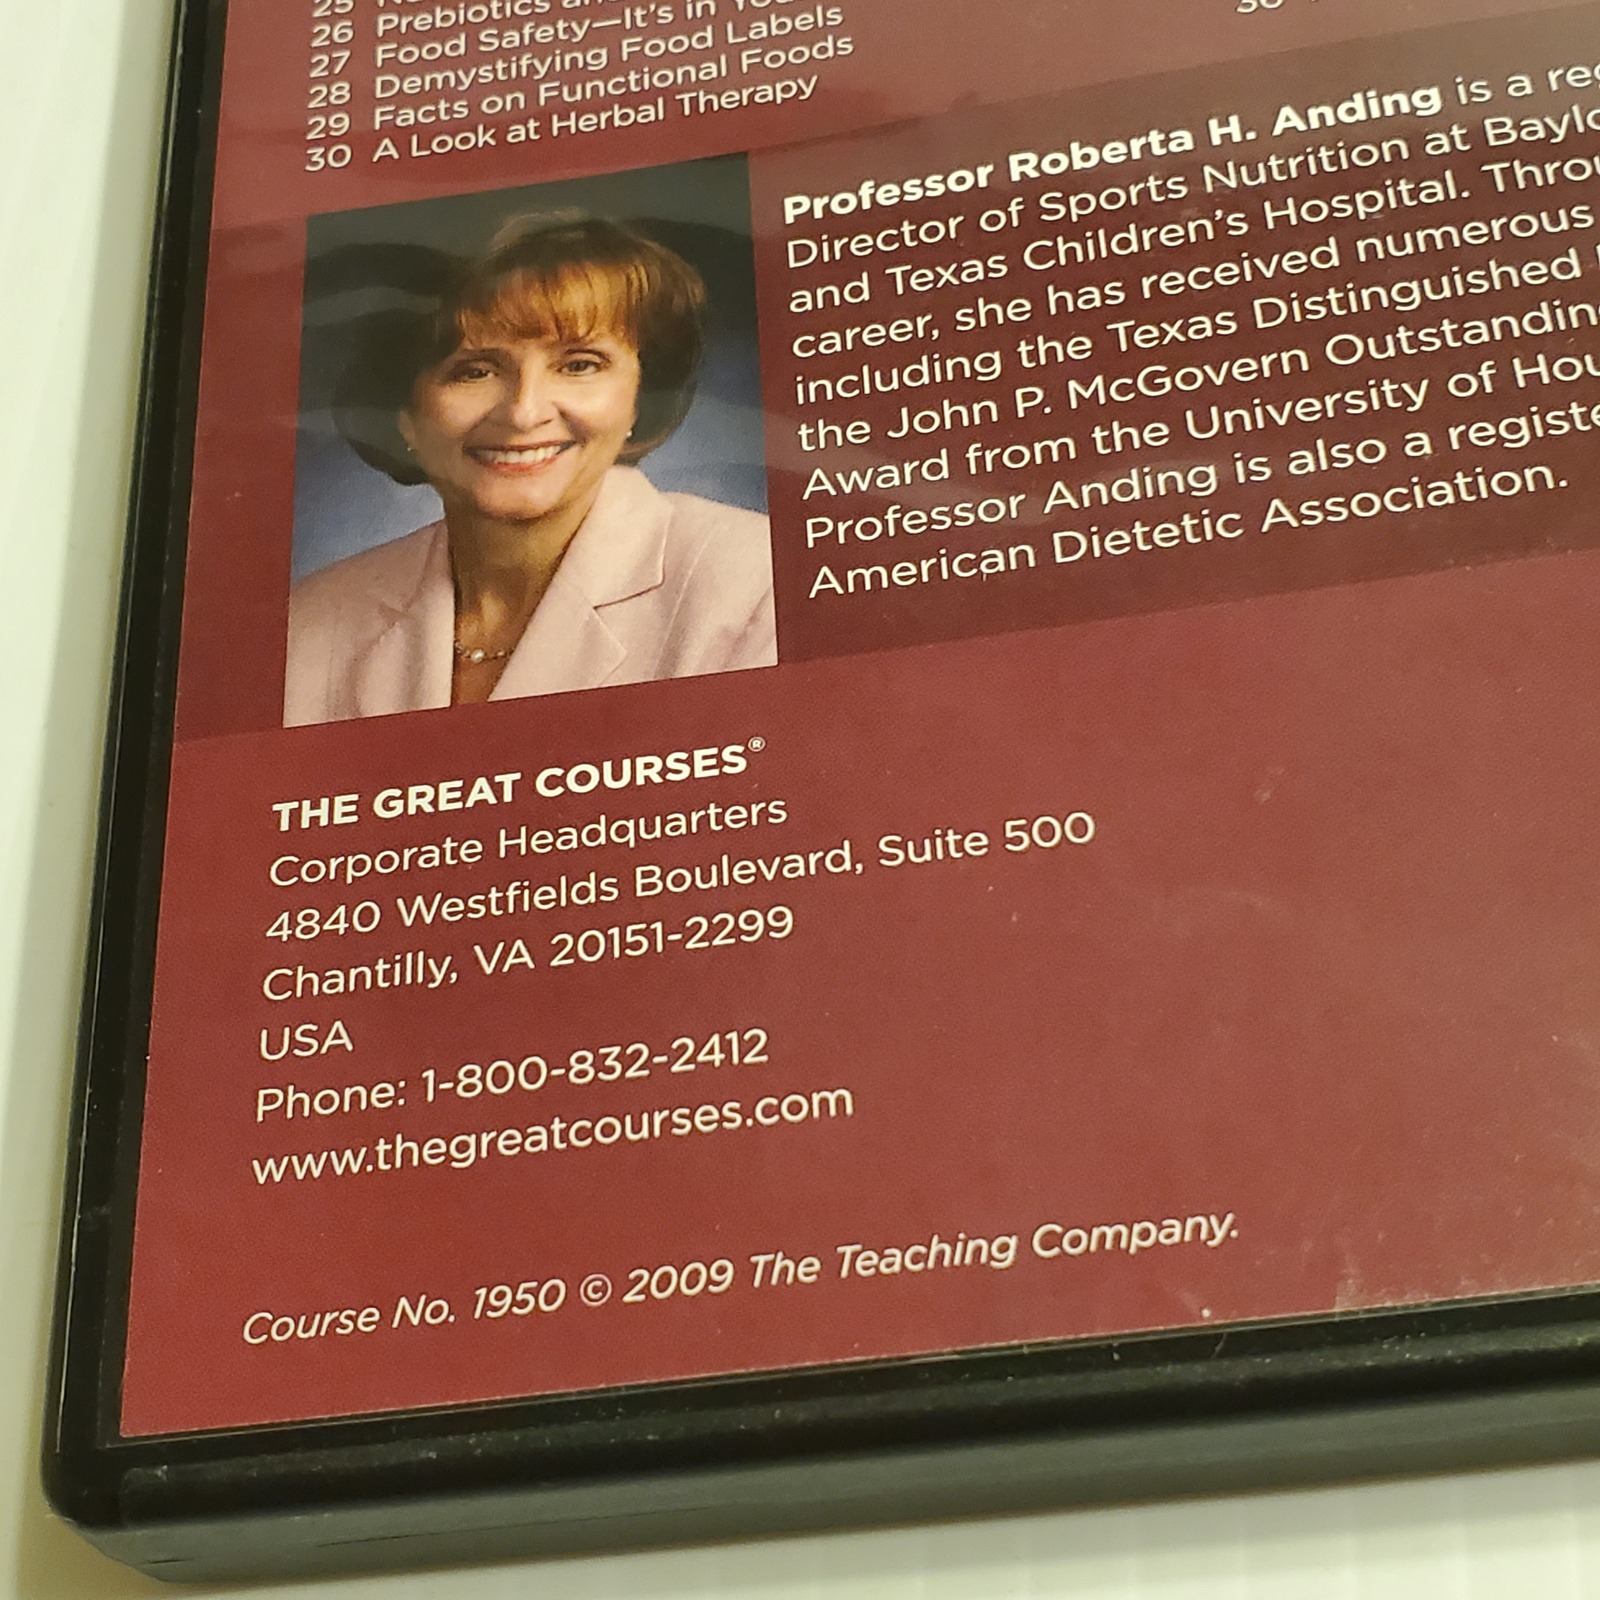 26 Prebiotics
27 Food Safety—It's in
28 Demystifying Food Labels
29 Facts on Functional Foods
30 A Look at Herbal Therapy
Professor Roberta H. Anding is a
Director of Sports Nutrition at
and Texas Children's Hospital.
career, she has received numerous
including the Texas Distinguished
the John P. McGovern Outstanding
Award from the University of
Professor Anding is also a
American Dietetic Association.
THE GREAT COURSES®
Corporate Headquarters
4840 Westfields Boulevard, Suite 500
Chantilly, VA 20151-2299
USA
Phone: 1-800-832-2412
www.thegreatcourses.com
Course No. 1950 © 2009 The Teaching Company.